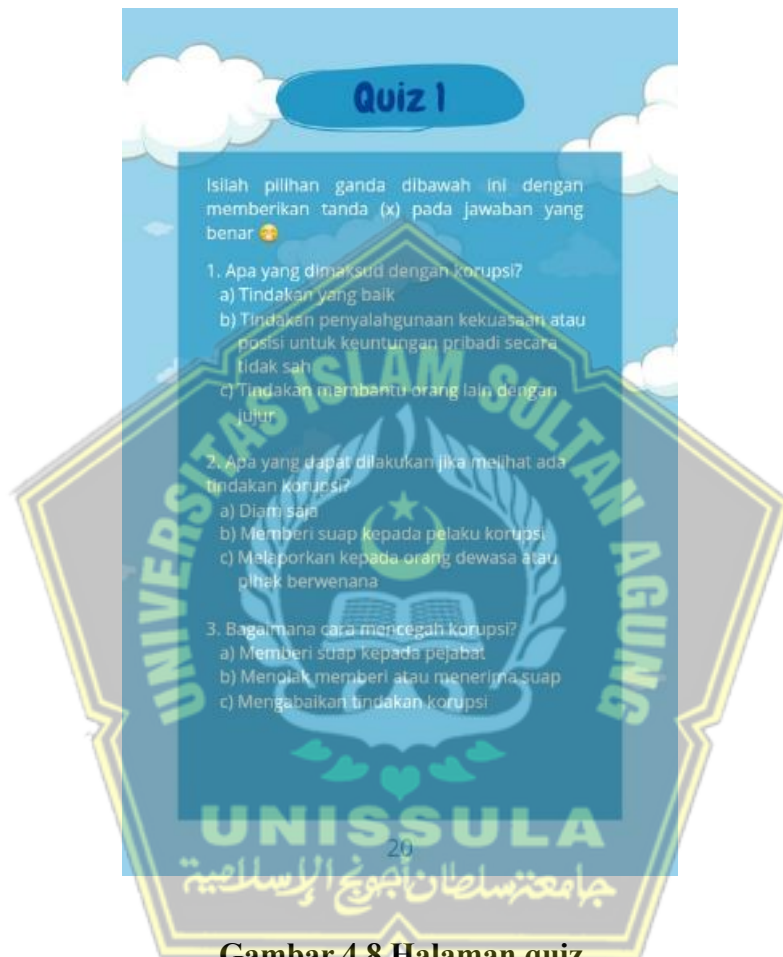 Quiz 1
Isilah pilihan ganda dibawah ini dengan
memberikan tanda (x) pada jawaban yang
benar
1. Apa yang dimaksud dengan korupsi?
a) Tindakan yang baik
b) Tindakan penyalahgunaan kekuasaan atau
posisi untuk keuntungan pribadi secara
tidak sah
c) Tindakan membantu orang lain dengan
jujur
2. Apa yang dapat dilakukan jika melihat ada
tindakan korupsi?
a) Diam saja
b) Memberi suap kepada pelaku korupsi
c) Melaporkan kepada orang dewasa atau
pihak berwenana
3. Bagaimana cara mencegah korupsi?
a) Memberi suap kepada pejabat
b) Menolak memberi atau menerima suap
c) Mengabaikan tindakan korupsi
20
UNIVERSITAS ISLAM SULTAN AGUNG
UNISSULA
جامعة سلطان أجونج الإسلامية
Gambar 4.8 Halaman quiz